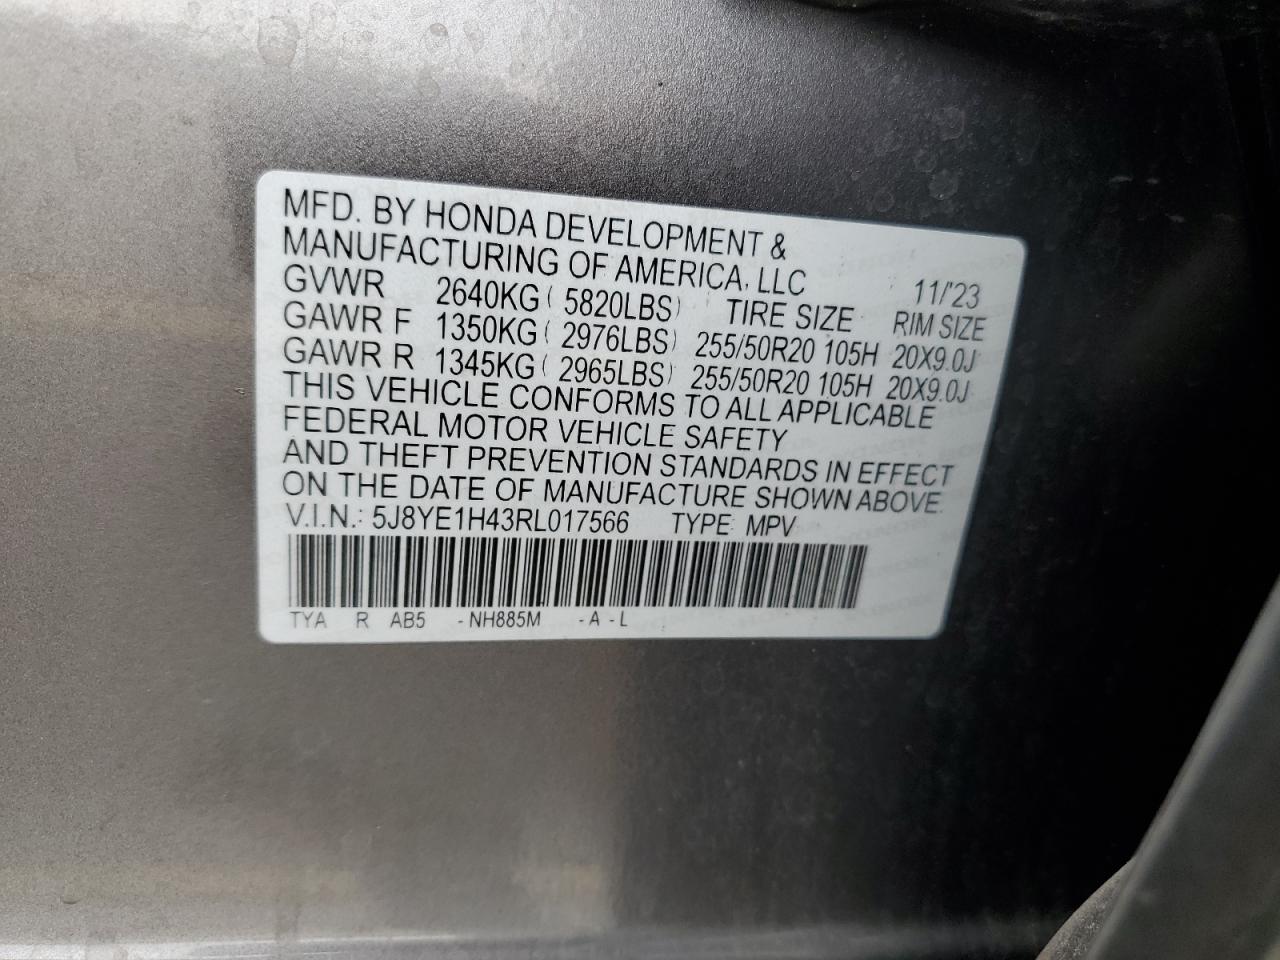 MFD. BY HONDA DEVELOPMENT &
MANUFACTURING OF AMERICA, LLC 11/'23
GVWR 2640KG ( 5820LBS) TIRE SIZE RIM SIZE
GAWR F 1350KG ( 2976LBS) 255/50R20 105H 20X9.0J
GAWR R 1345KG ( 2965LBS) 255/50R20 105H 20X9.0J
THIS VEHICLE CONFORMS TO ALL APPLICABLE
FEDERAL MOTOR VEHICLE SAFETY
AND THEFT PREVENTION STANDARDS IN EFFECT
ON THE DATE OF MANUFACTURE SHOWN ABOVE.
V.I.N.: 5J8YE1H43RL017566 TYPE: MPV
TYA R AB5 -NH885M -A -L